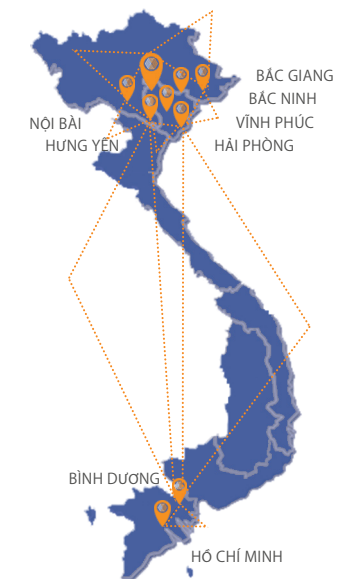 BẮC GIANG
BẮC NINH
NỘI BÀI
VĨNH PHÚC
HƯNG YÊN
HẢI PHÒNG
BÌNH DƯƠNG
HỒ CHÍ MINH